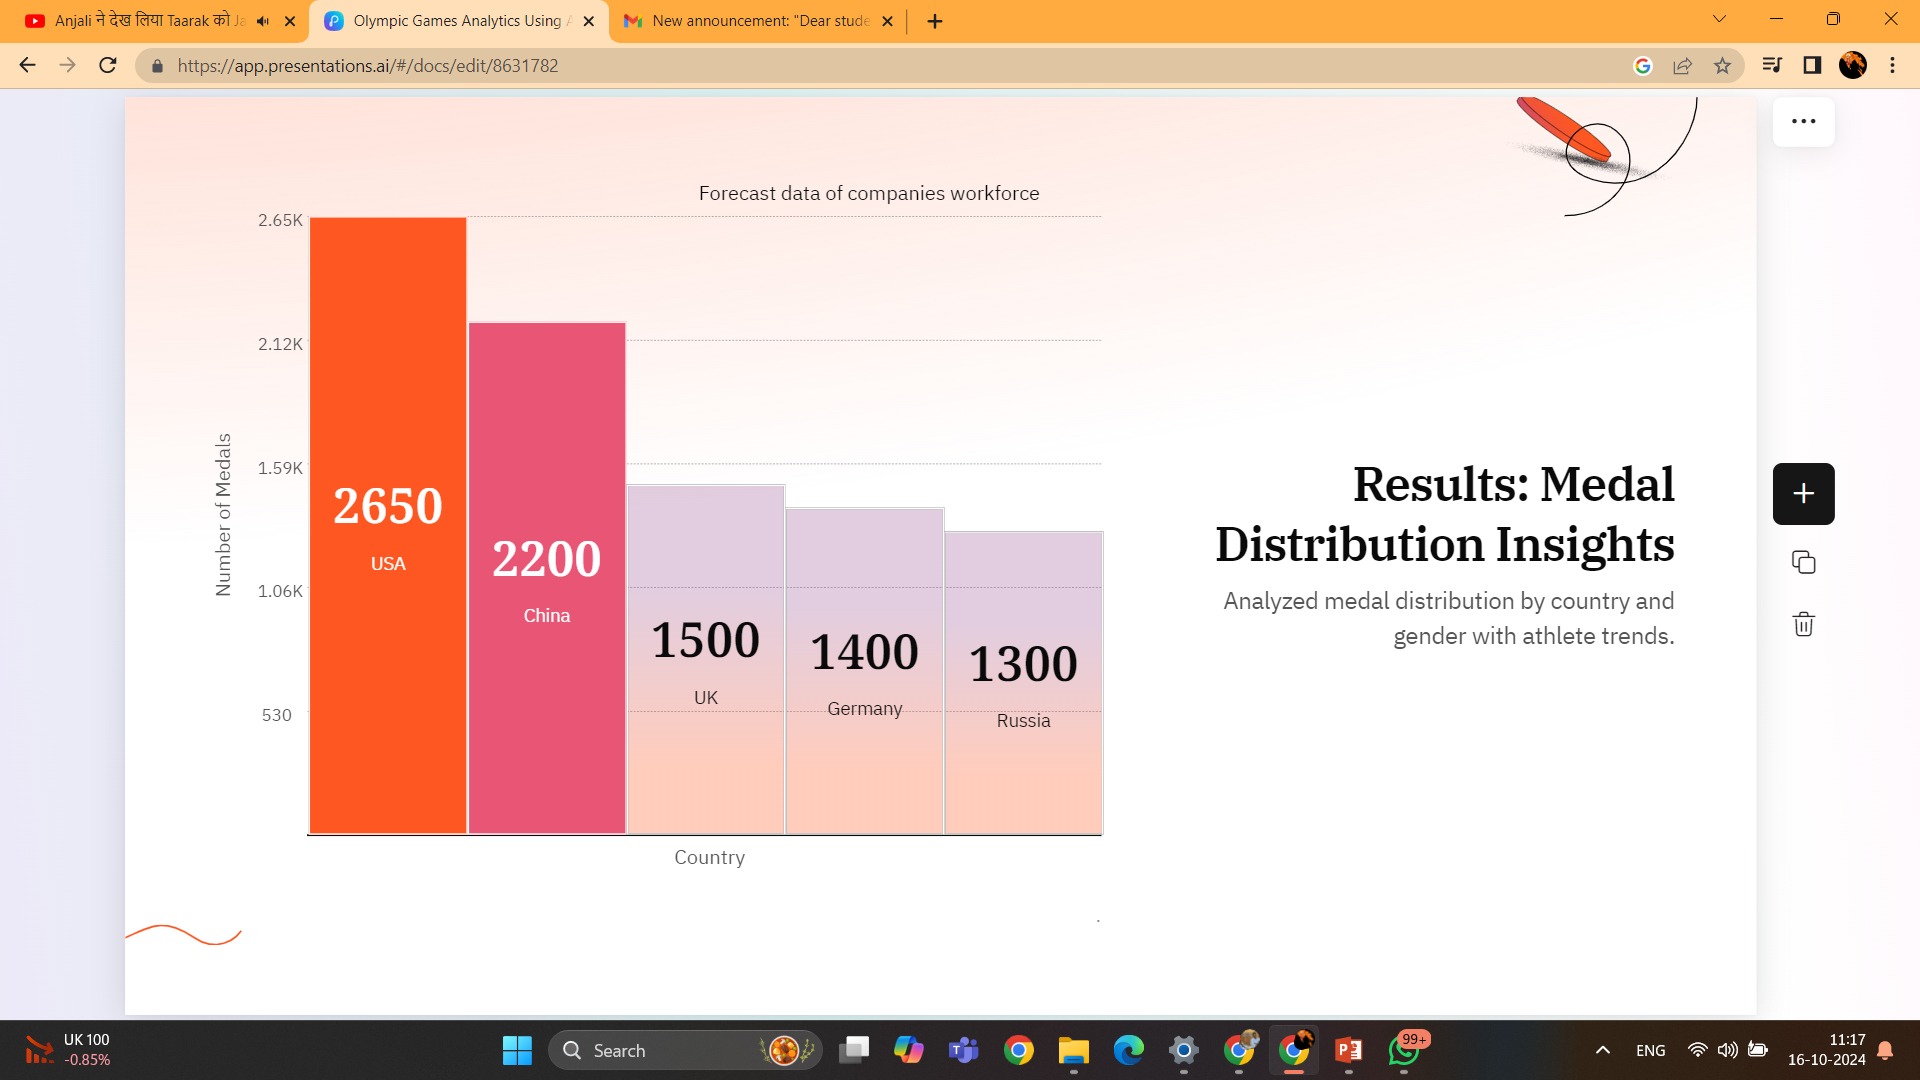 Anjali ने देख लिया Taarak को Ja
Olympic Games Analytics Using A
New announcement: "Dear stude
https://app.presentations.ai/#/docs/edit/8631782
Forecast data of companies workforce
2.65K
2.12K
1.59K
1.06K
530
Number of Medals
2650
USA
2200
China
1500
UK
1400
Germany
1300
Russia
Country
Results: Medal
Distribution Insights
Analyzed medal distribution by country and
gender with athlete trends.
UK 100
-0.85%
Search
99+
ENG
11:17
16-10-2024